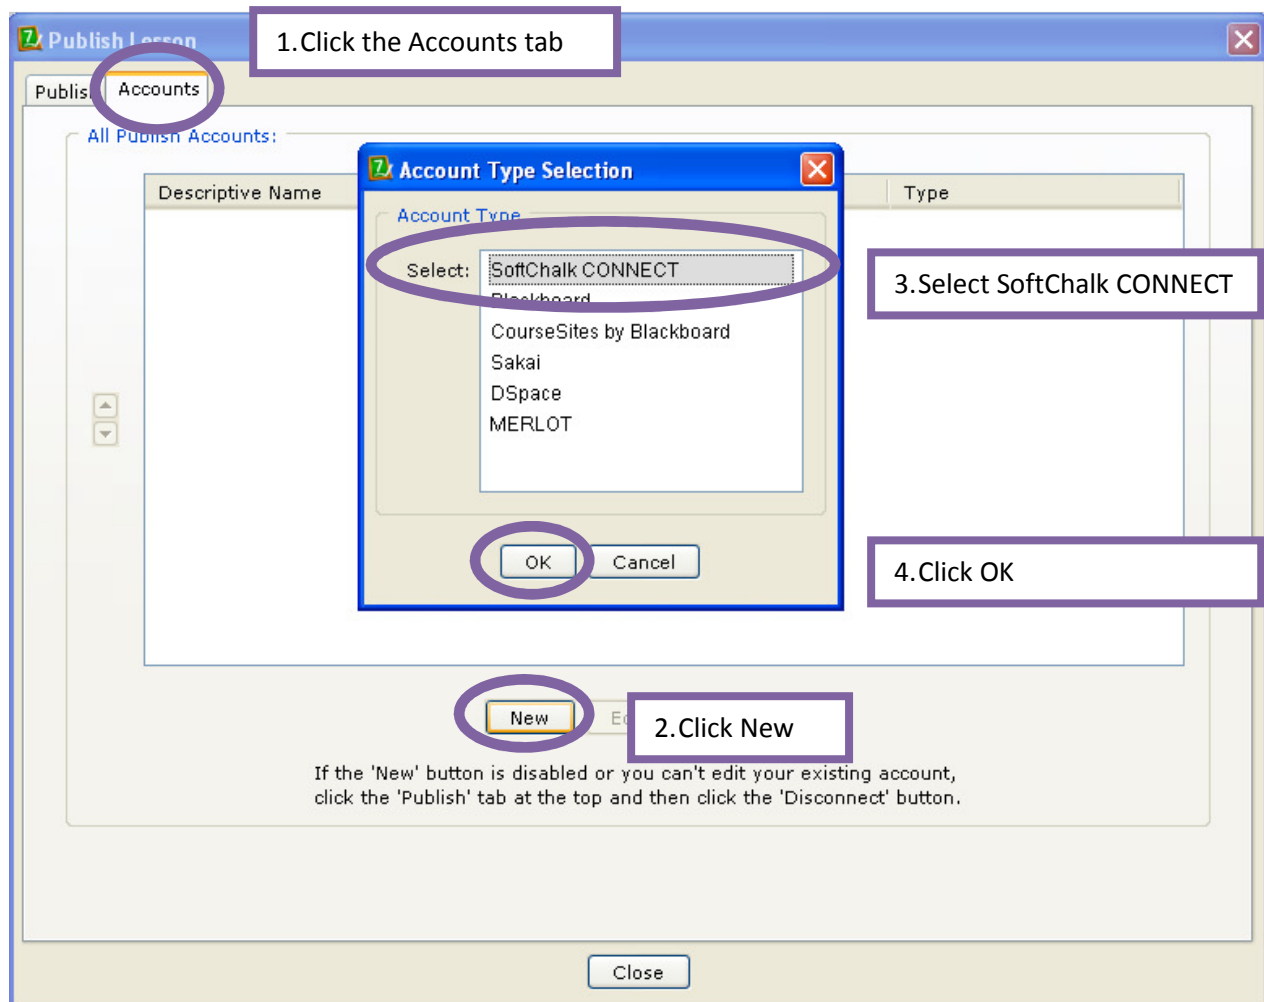 Publish Lesson
1.Click the Accounts tab
Accounts
All Publish Accounts:
Descriptive Name
Type
Account Type Selection
Account Type
Select:
SoftChalk CONNECT
Blackboard
CourseSites by Blackboard
Sakai
DSpace
MERLOT
3.Select SoftChalk CONNECT
OK
Cancel
4.Click OK
New
2.Click New
If the 'New' button is disabled or you can't edit your existing account,
click the 'Publish' tab at the top and then click the 'Disconnect' button.
Close